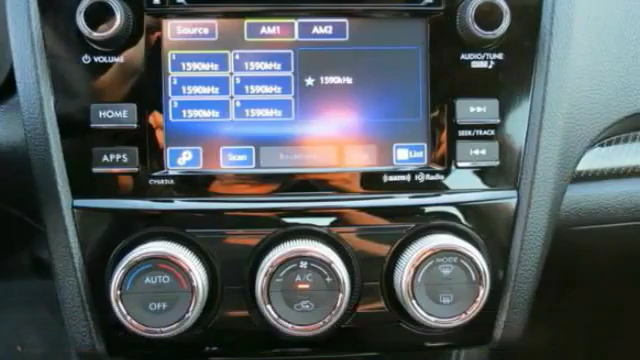 Source AM1 AM2
VOLUME
AUDIO/TUNE
1 1590kHz 4 1590kHz
2 1590kHz 5 1590kHz
3 1590kHz 6 1590kHz
★ 1590kHz
HOME
APPS
SEEK/TRACK
Scan List
((SXM)) HD Radio
AUTO
OFF
- A/C +
MODE